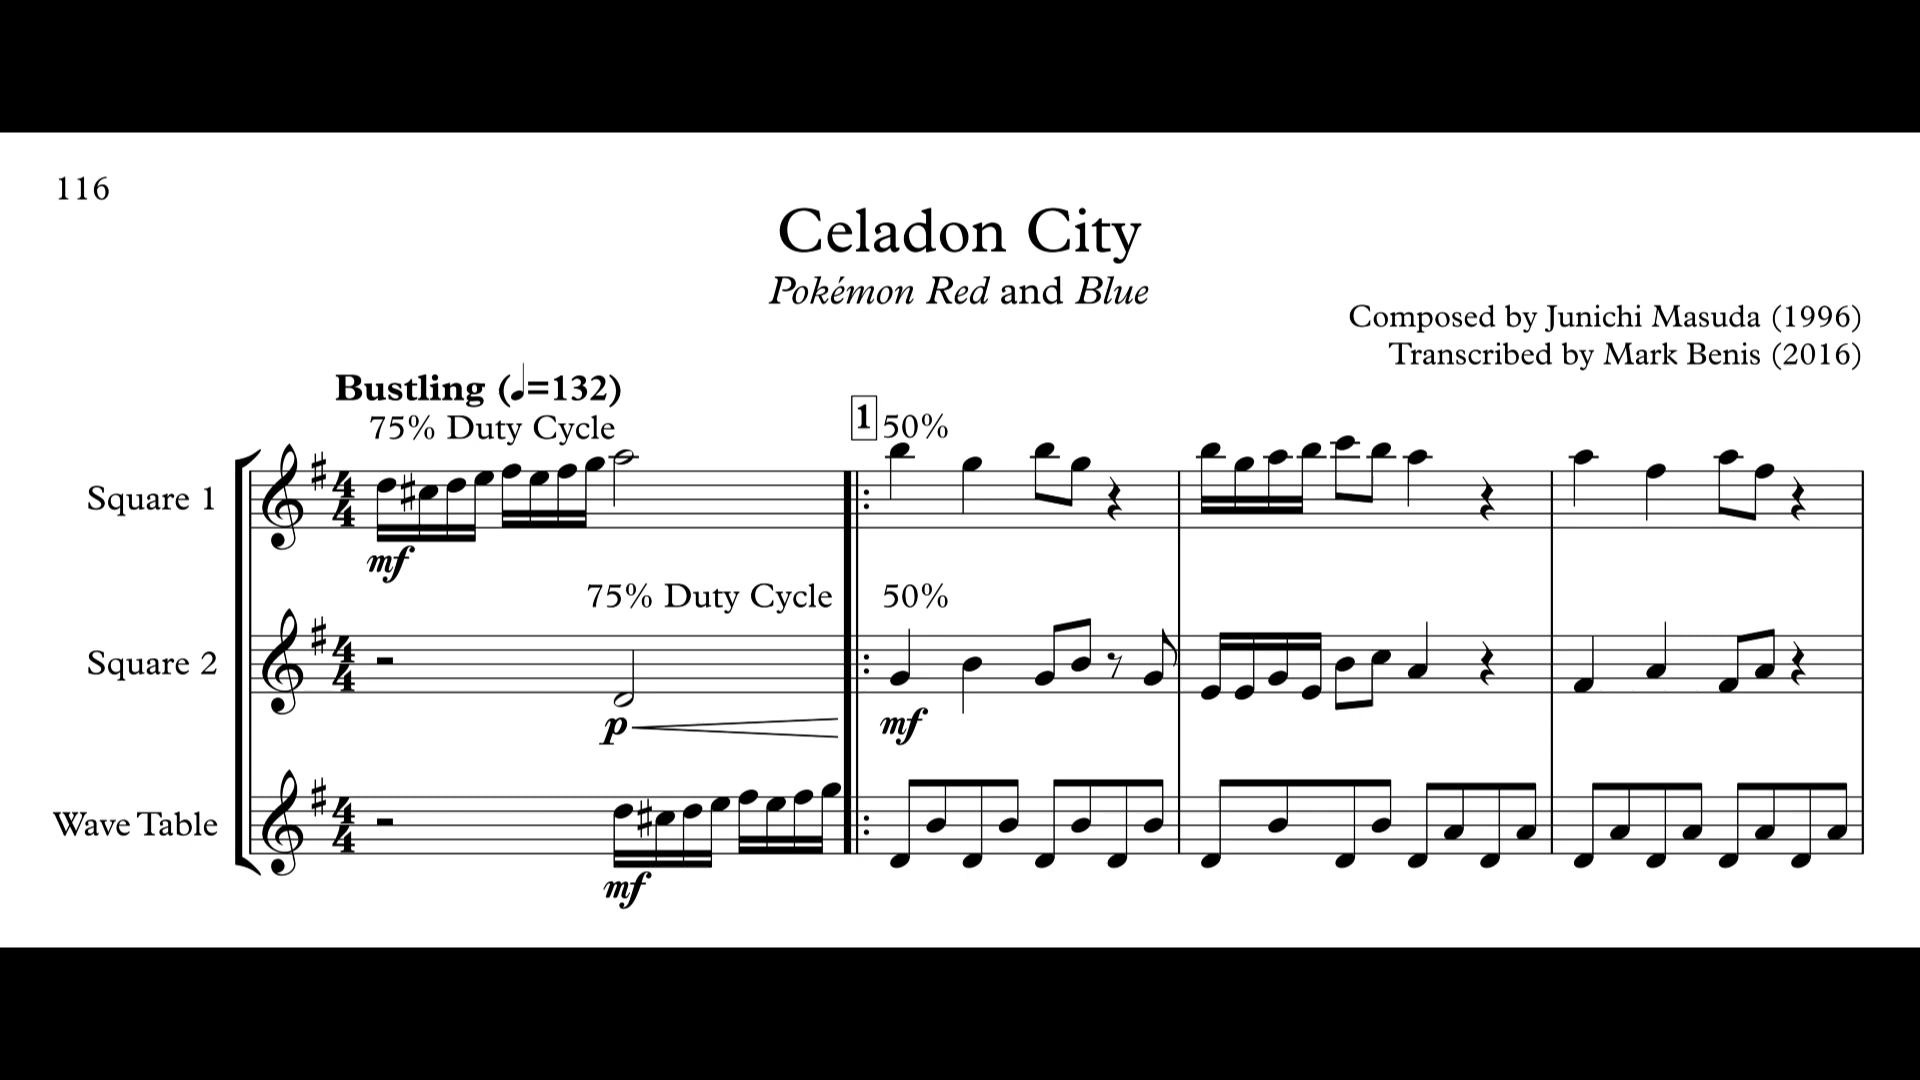 116
Celadon City
Pokémon Red and Blue
Composed by Junichi Masuda (1996)
Transcribed by Mark Benis (2016)
Bustling (♩=132)
75% Duty Cycle
1
50%
Square 1
mf
75% Duty Cycle
50%
Square 2
p
mf
Wave Table
mf